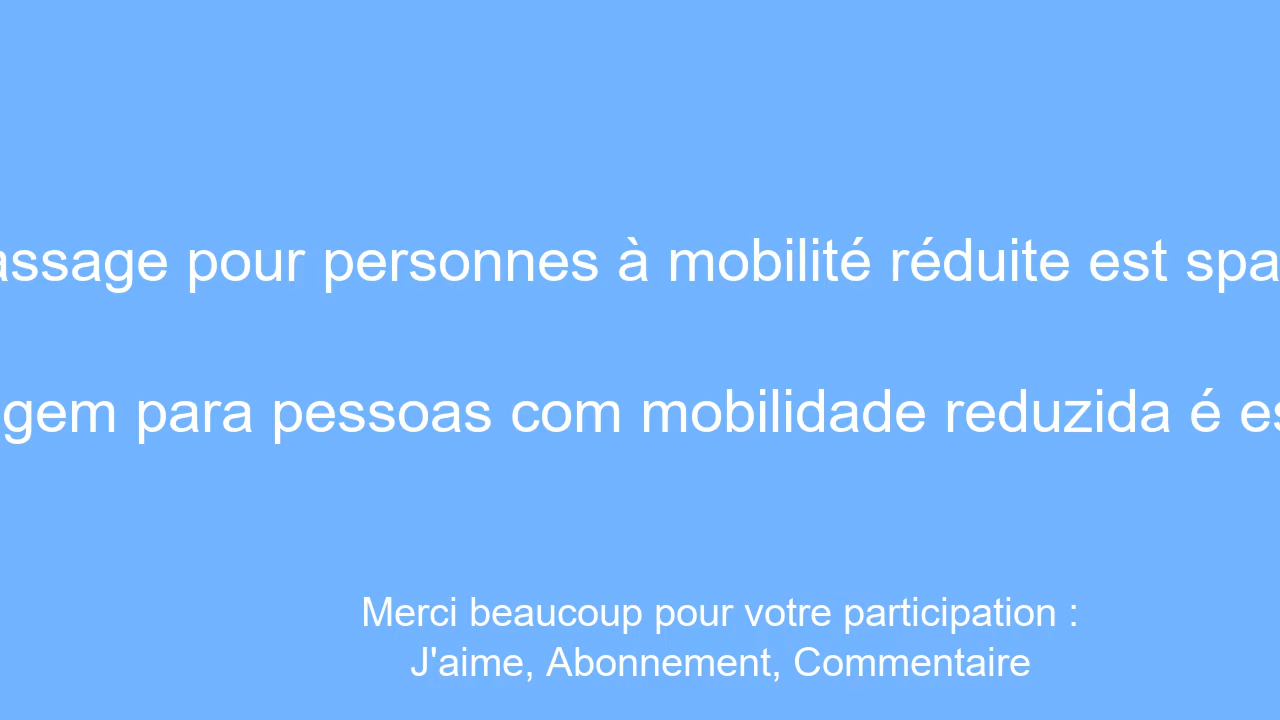 assage pour personnes à mobilité réduite est spa
gem para pessoas com mobilidade reduzida é es
Merci beaucoup pour votre participation :
J'aime, Abonnement, Commentaire